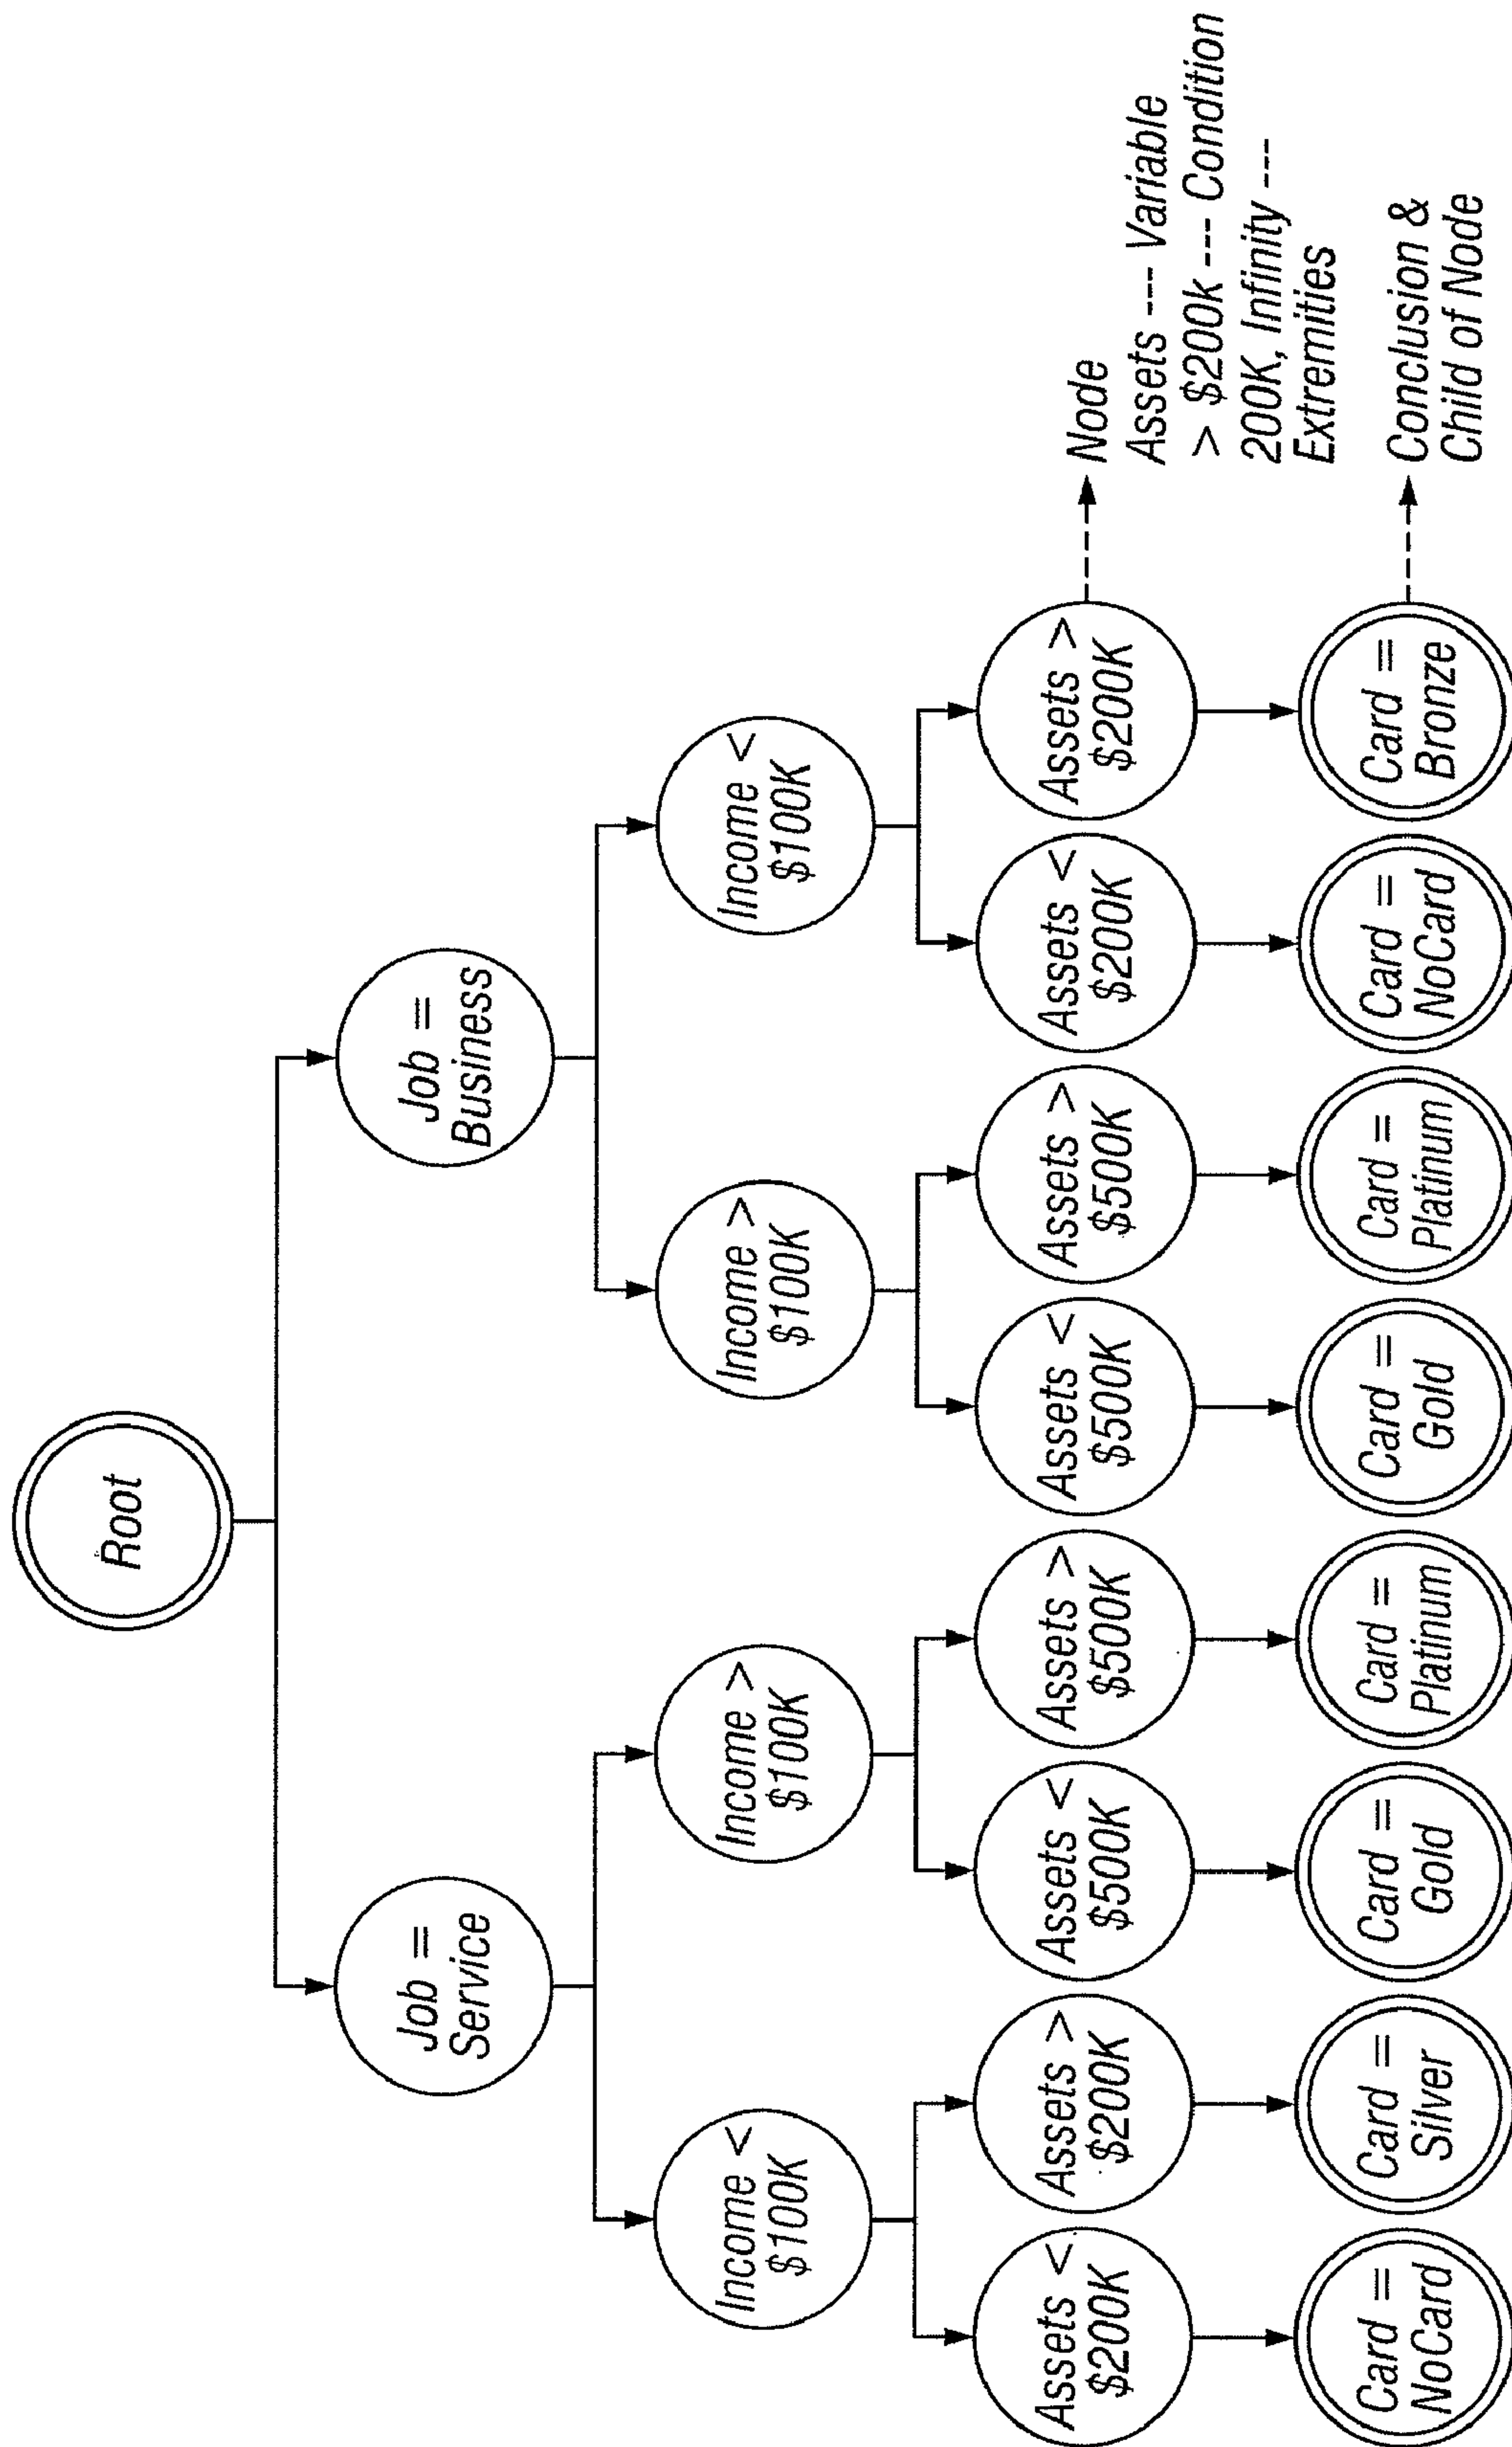 Root
Job =
Service
Job =
Business
Income <
$100K
Income >
$100K
Income >
$100K
Income <
$100K
Assets <
$200K
Assets >
$200K
Assets <
$500K
Assets >
$500K
Assets <
$500K
Assets >
$500K
Assets <
$200K
Assets >
$200K
Node
Assets --- Variable
> $200k --- Condition
200K, Infinity ---
Extremities
Card =
NoCard
Card =
Silver
Card =
Gold
Card =
Platinum
Card =
Gold
Card =
Platinum
Card =
NoCard
Card =
Bronze
Conclusion &
Child of Node